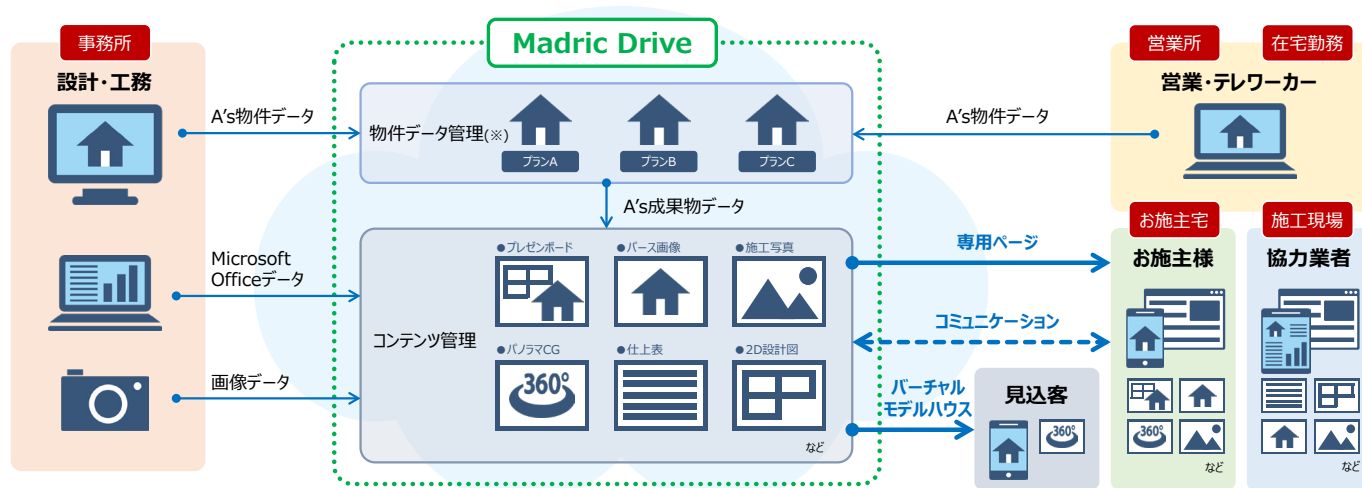 事務所
設計・工務
Madric Drive
営業所
在宅勤務
営業・テレワーカー
A's物件データ
物件データ管理(※)
プランA
プランB
プランC
A's物件データ
A's成果物データ
Microsoft
Officeデータ
画像データ
コンテンツ管理
●プレゼンボード
●パース画像
●施工写真
●パノラマCG
●仕上表
●2D設計図
360°
など
専用ページ
コミュニケーション
バーチャル
モデルハウス
見込客
360°
お施主宅
お施主様
360°
など
施工現場
協力業者
など